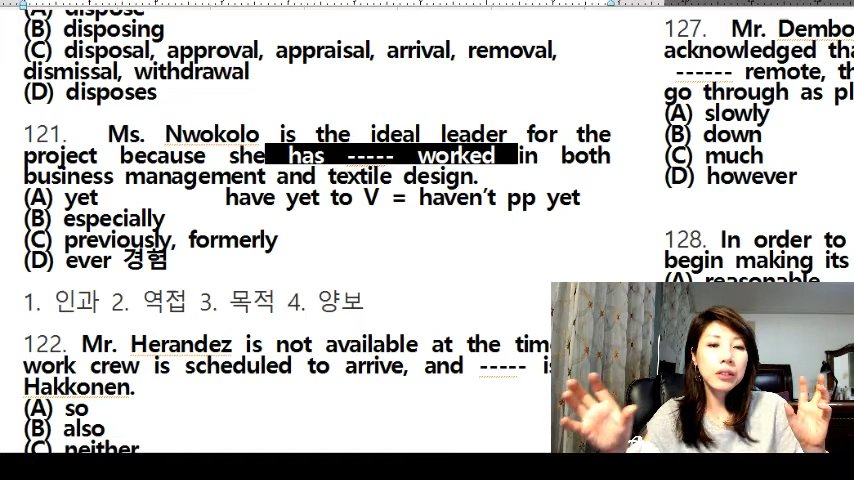 (A) dispose
(B) disposing
(C) disposal, approval, appraisal, arrival, removal,
dismissal, withdrawal
(D) disposes
121. Ms. Nwokolo is the ideal leader for the
project because she has ----- worked in both
business management and textile design.
(A) yet have yet to V = haven't pp yet
(B) especially
(C) previously, formerly
(D) ever 경험
1. 인과 2. 역접 3. 목적 4. 양보
122. Mr. Herandez is not available at the
work crew is scheduled to arrive, and -----
Hakkonen.
(A) so
(B) also
(C) neither
127. Mr. Dembo
acknowledged
------ remote,
go through as
(A) slowly
(B) down
(C) much
(D) however
128. In order to
begin making its
(A) reasonable